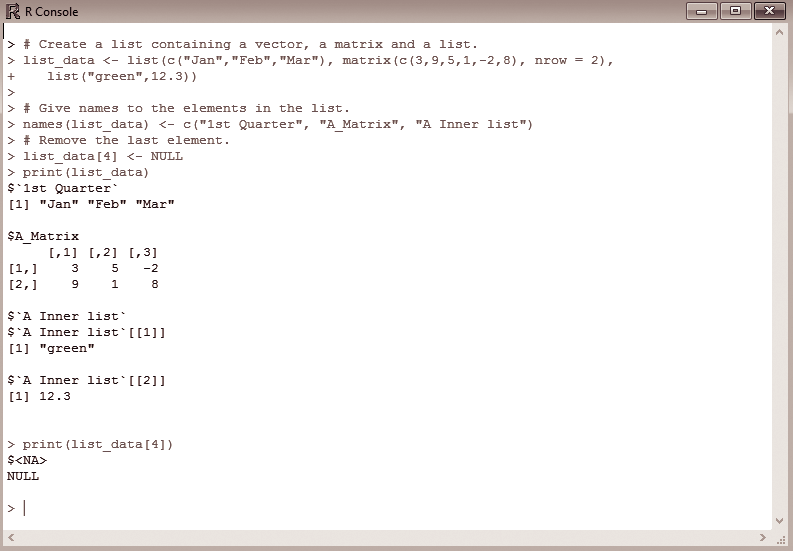 R Console
> # Create a list containing a vector, a matrix and a list.
> list_data <- list(c("Jan","Feb","Mar"), matrix(c(3,9,5,1,-2,8), nrow = 2),
+    list("green",12.3))
>
> # Give names to the elements in the list.
> names(list_data) <- c("1st Quarter", "A_Matrix", "A Inner list")
> # Remove the last element.
> list_data[4] <- NULL
> print(list_data)
$`1st Quarter`
[1] "Jan" "Feb" "Mar"

$A_Matrix
     [,1] [,2] [,3]
[1,]    3    5   -2
[2,]    9    1    8

$`A Inner list`
$`A Inner list`[[1]]
[1] "green"

$`A Inner list`[[2]]
[1] 12.3


> print(list_data[4])
$<NA>
NULL

>